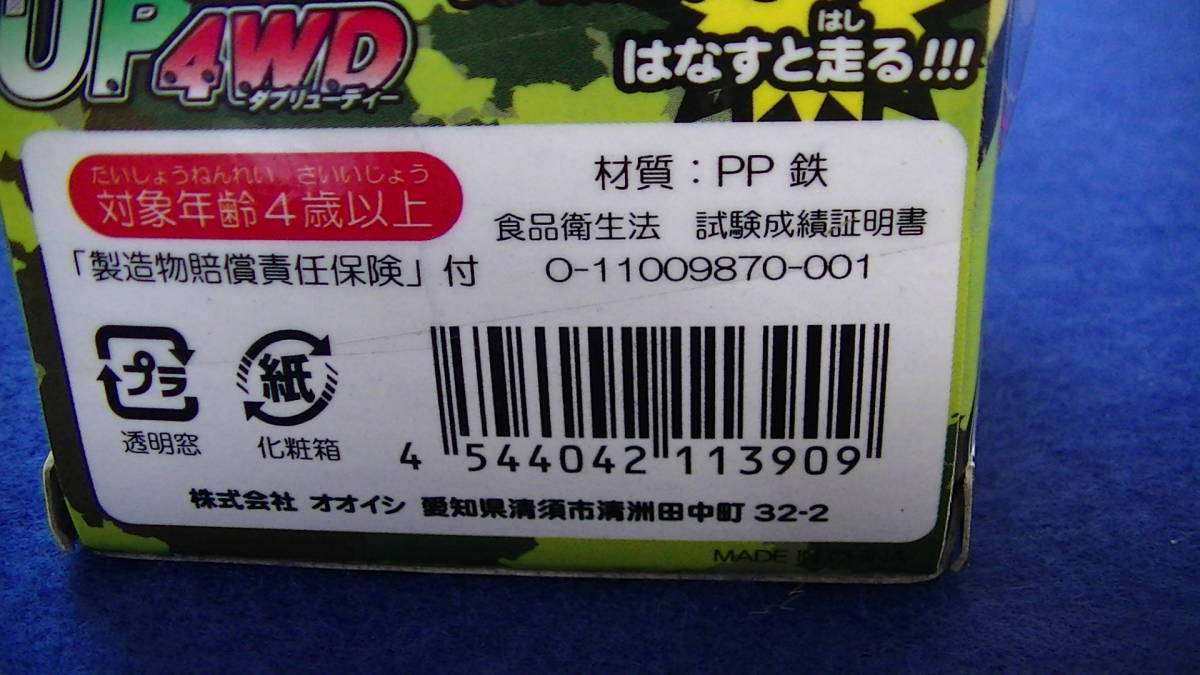 UP4WD
ダブリューディー
はし
はなすと走る!!!
たいしょうねんれい さいいじょう
対象年齢4歳以上
材質：PP 鉄
食品衛生法 試験成績証明書
「製造物賠償責任保険」付 O-11009870-001
プラ
紙
透明窓
化粧箱
4 544042 113909
株式会社 オオイシ 愛知県清須市清洲田中町 32-2
MADE IN CHINA